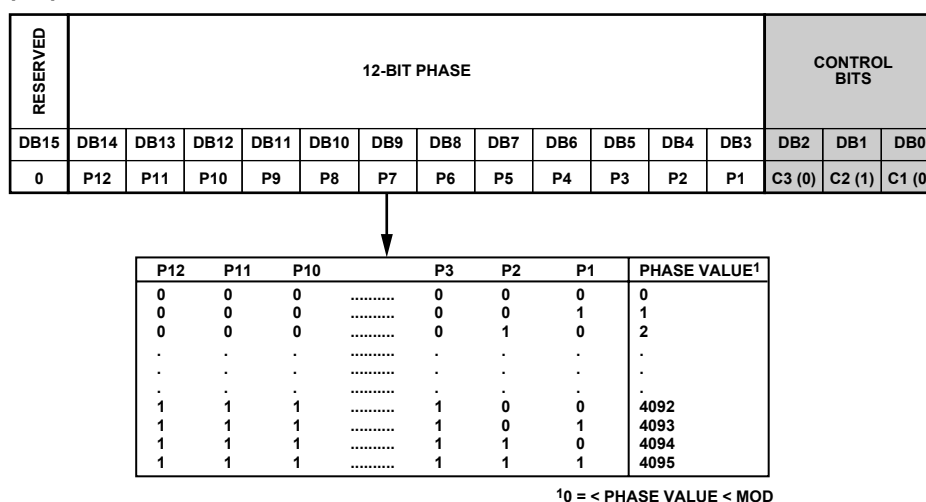 RESERVED
12-BIT PHASE
CONTROL
BITS
DB15 DB14 DB13 DB12 DB11 DB10 DB9 DB8 DB7 DB6 DB5 DB4 DB3 DB2 DB1 DB0
0 P12 P11 P10 P9 P8 P7 P6 P5 P4 P3 P2 P1 C3 (0) C2 (1) C1 (0
P12 P11 P10 P3 P2 P1 PHASE VALUE1
0 0 0 .......... 0 0 0 0
0 0 0 .......... 0 0 1 1
0 0 0 .......... 0 1 0 2
. . . .......... . . . .
. . . .......... . . . .
. . . .......... . . . .
1 1 1 .......... 1 0 0 4092
1 1 1 .......... 1 0 1 4093
1 1 1 .......... 1 1 0 4094
1 1 1 .......... 1 1 1 4095
10 = < PHASE VALUE < MOD